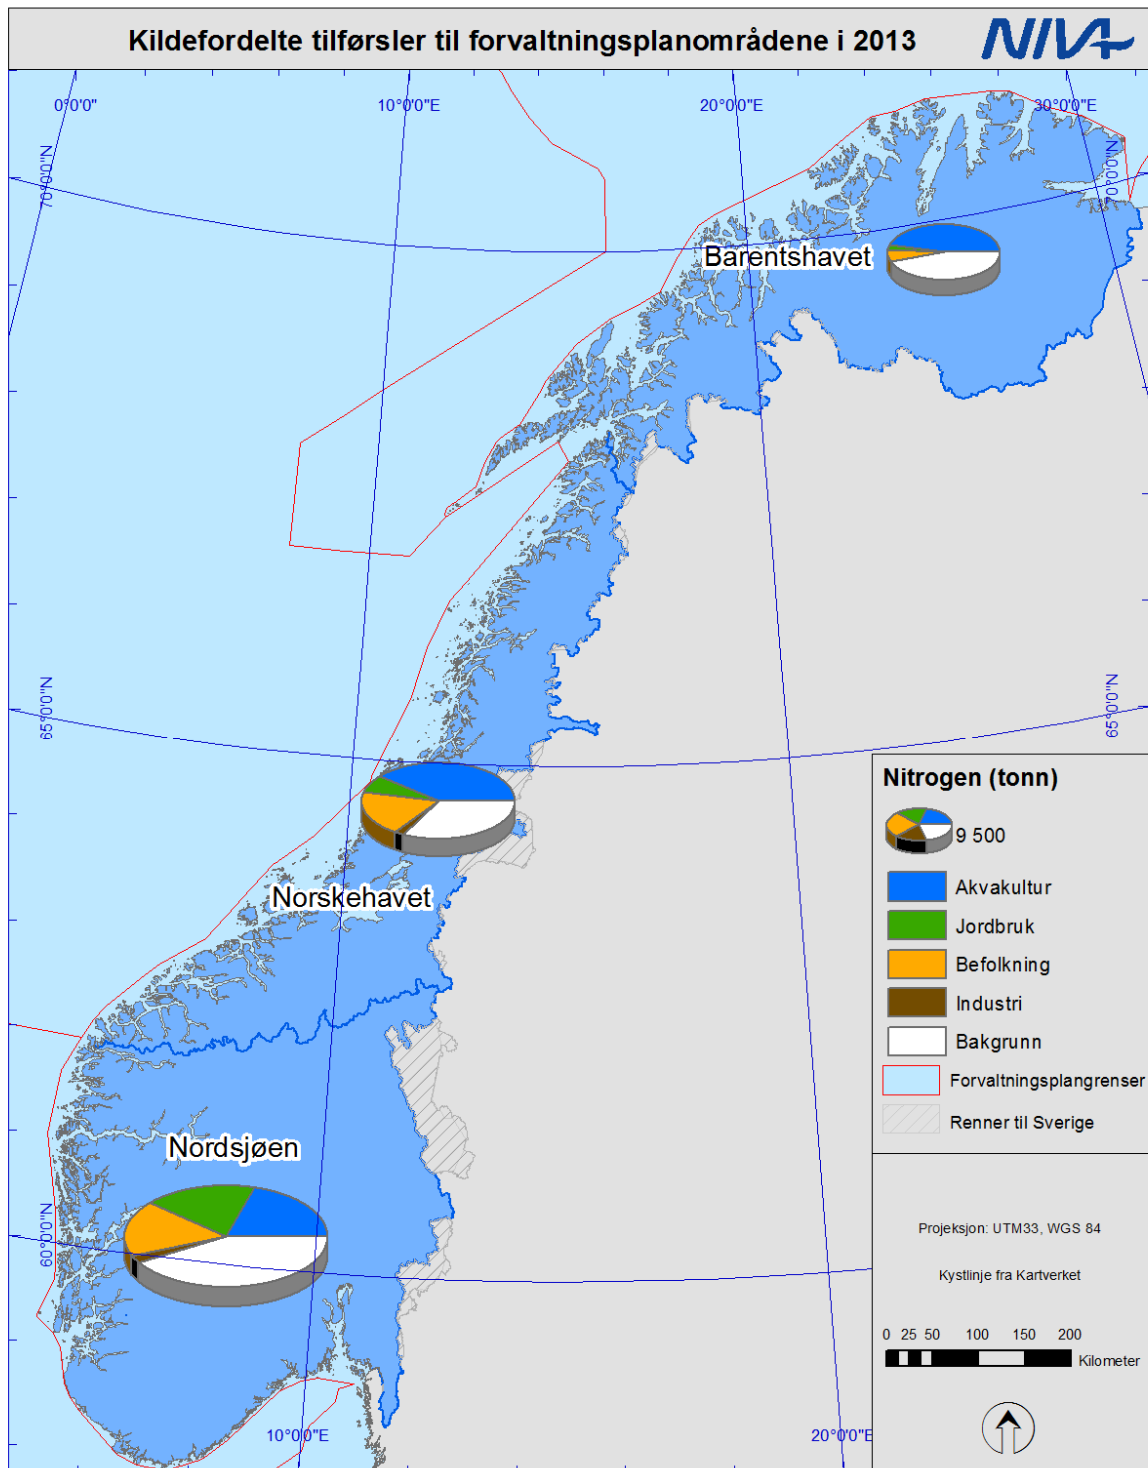 Kildefordelte tilførsler til forvaltningsplanområdene i 2013
NIVA
0°0'0"
10°0'0"E
20°0'0"E
30°0'0"E
70°0'0"N
70°0'0"N
Barentshavet
65°0'0"N
65°0'0"N
Norskehavet
Nordsjøen
60°0'0"N
10°0'0"E
20°0'0"E
Nitrogen (tonn)
9 500
Akvakultur
Jordbruk
Befolkning
Industri
Bakgrunn
Forvaltningsplangrenser
Renner til Sverige
Projeksjon: UTM33, WGS 84
Kystlinje fra Kartverket
0 25 50 100 150 200
Kilometer